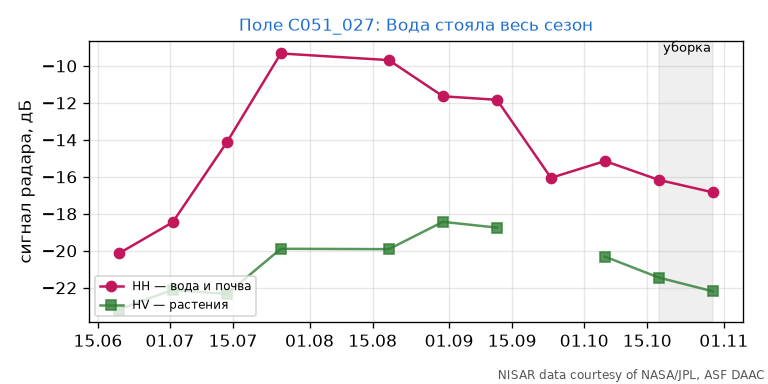 Поле C051_027: Вода стояла весь сезон
уборка
сигнал радара, дБ
−10
−12
−14
−16
−18
−20
−22
HH — вода и почва
HV — растения
15.06 01.07 15.07 01.08 15.08 01.09 15.09 01.10 15.10 01.11
NISAR data courtesy of NASA/JPL, ASF DAAC